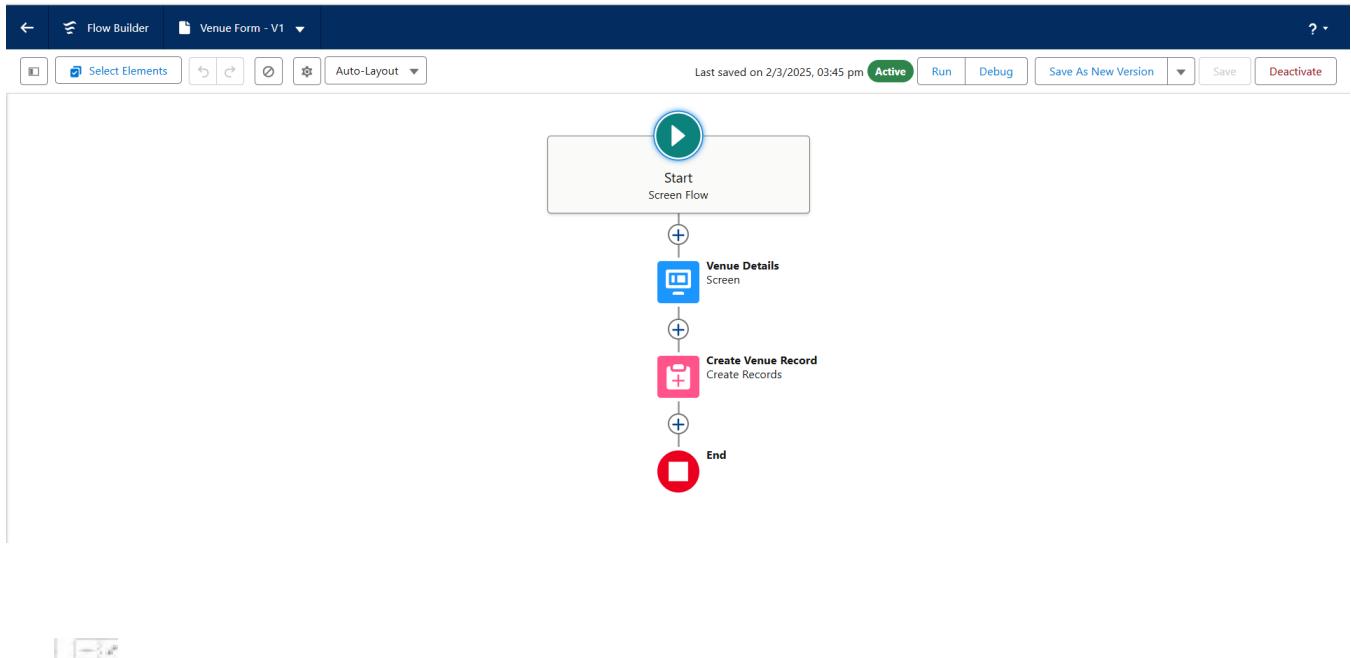 Flow Builder Venue Form - V1 ?
Select Elements Auto-Layout Last saved on 2/3/2025, 03:45 pm Active Run Debug Save As New Version Save Deactivate
Start
Screen Flow
Venue Details
Screen
Create Venue Record
Create Records
End